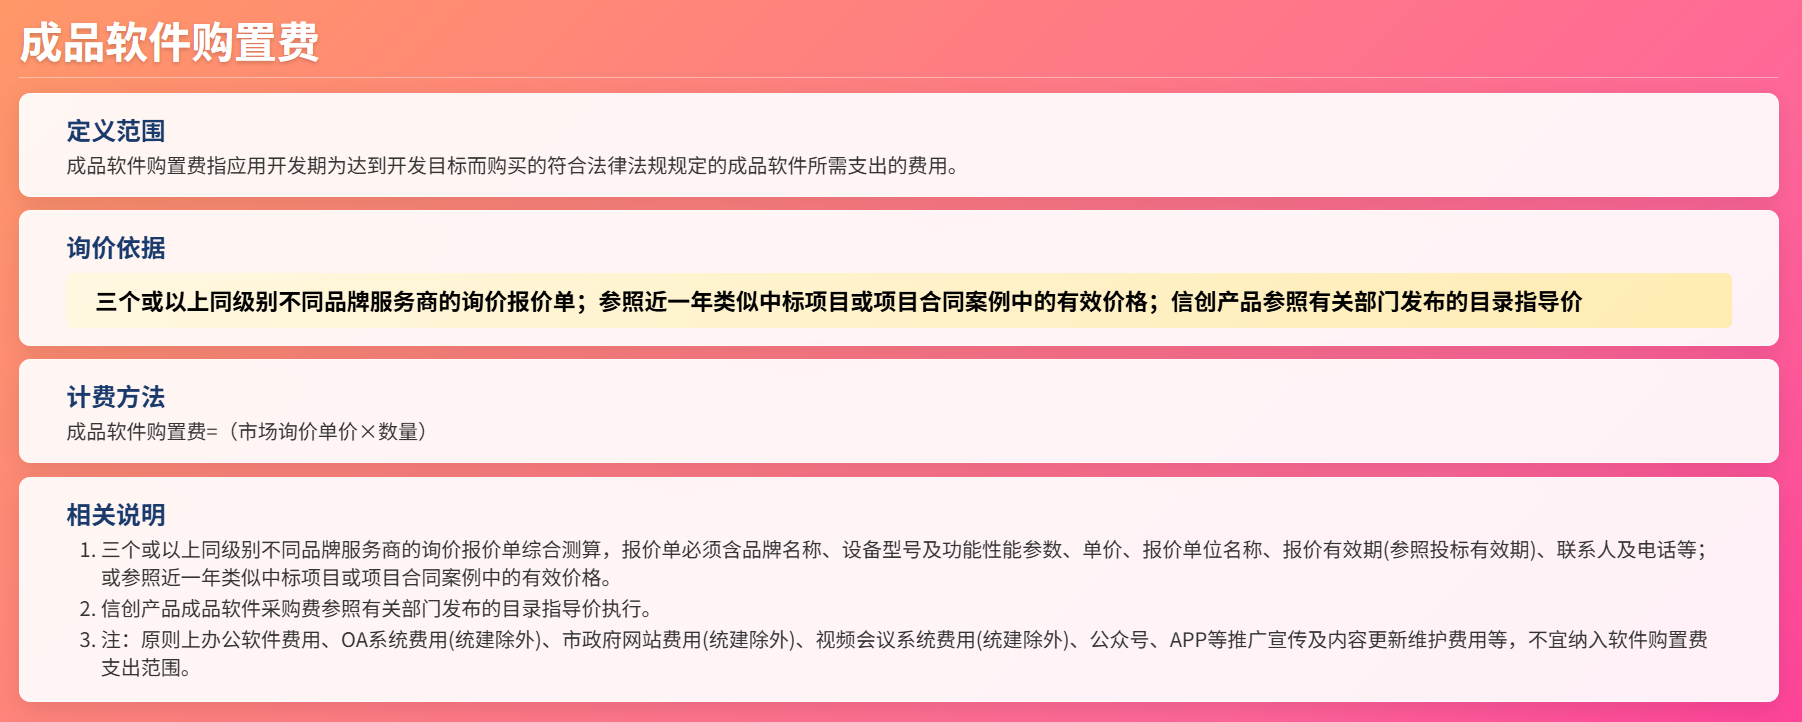 成品软件购置费
定义范围
成品软件购置费指应用开发期为达到开发目标而购买的符合法律法规规定的成品软件所需支出的费用。
询价依据
三个或以上同级别不同品牌服务商的询价报价单；参照近一年类似中标项目或项目合同案例中的有效价格；信创产品参照有关部门发布的目录指导价
计费方法
成品软件购置费=（市场询价单价×数量）
相关说明
1. 三个或以上同级别不同品牌服务商的询价报价单综合测算，报价单必须含品牌名称、设备型号及功能性能参数、单价、报价单位名称、报价有效期(参照投标有效期)、联系人及电话等；
或参照近一年类似中标项目或项目合同案例中的有效价格。
2. 信创产品成品软件采购费参照有关部门发布的目录指导价执行。
3. 注：原则上办公软件费用、OA系统费用(统建除外)、市政府网站费用(统建除外)、视频会议系统费用(统建除外)、公众号、APP等推广宣传及内容更新维护费用等，不宜纳入软件购置费
支出范围。